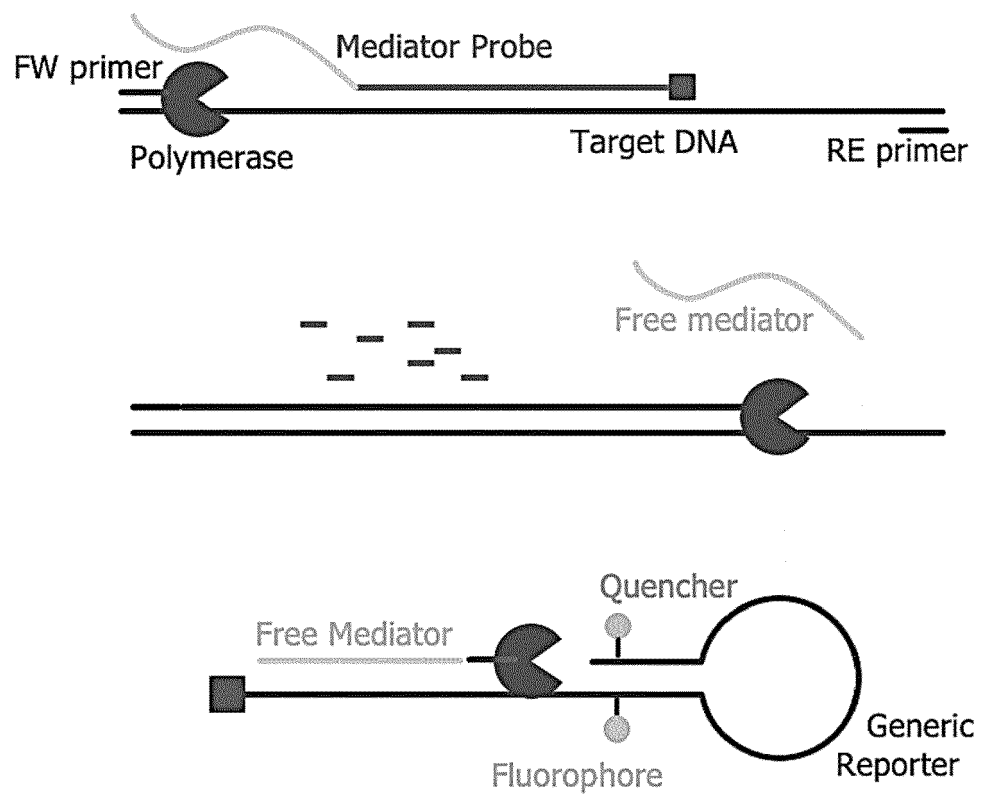 Mediator Probe
FW primer
Polymerase
Target DNA
RE primer
Free mediator
Quencher
Free Mediator
Generic
Reporter
Fluorophore